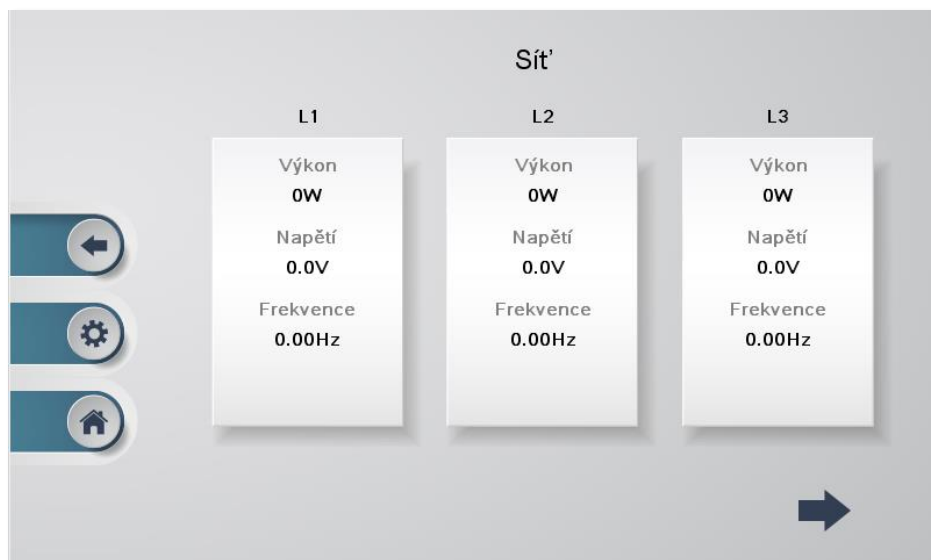 Síť
L1
Výkon
0W
Napětí
0.0V
Frekvence
0.00Hz
L2
Výkon
0W
Napětí
0.0V
Frekvence
0.00Hz
L3
Výkon
0W
Napětí
0.0V
Frekvence
0.00Hz